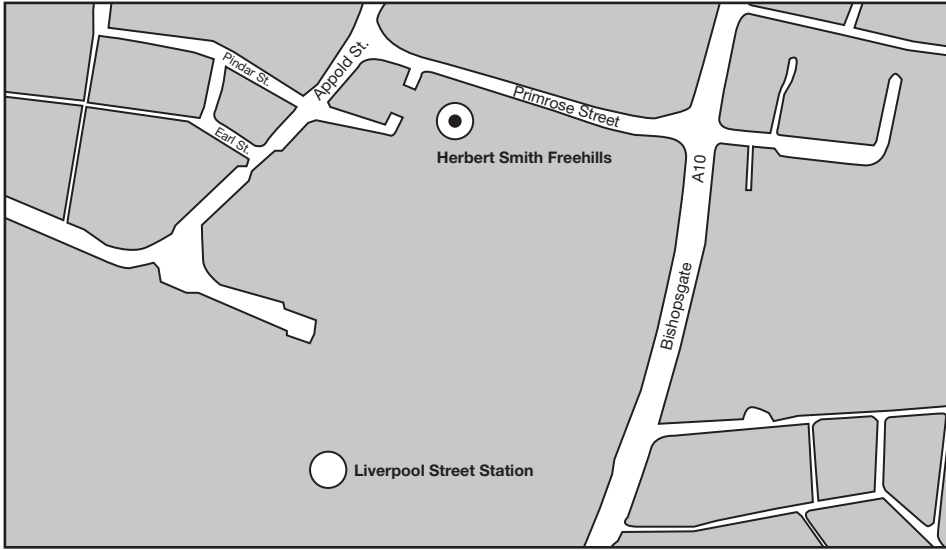 Appold St.
Pindar St.
Primrose Street
Earl St.
Herbert Smith Freehills
A10
Bishopsgate
Liverpool Street Station